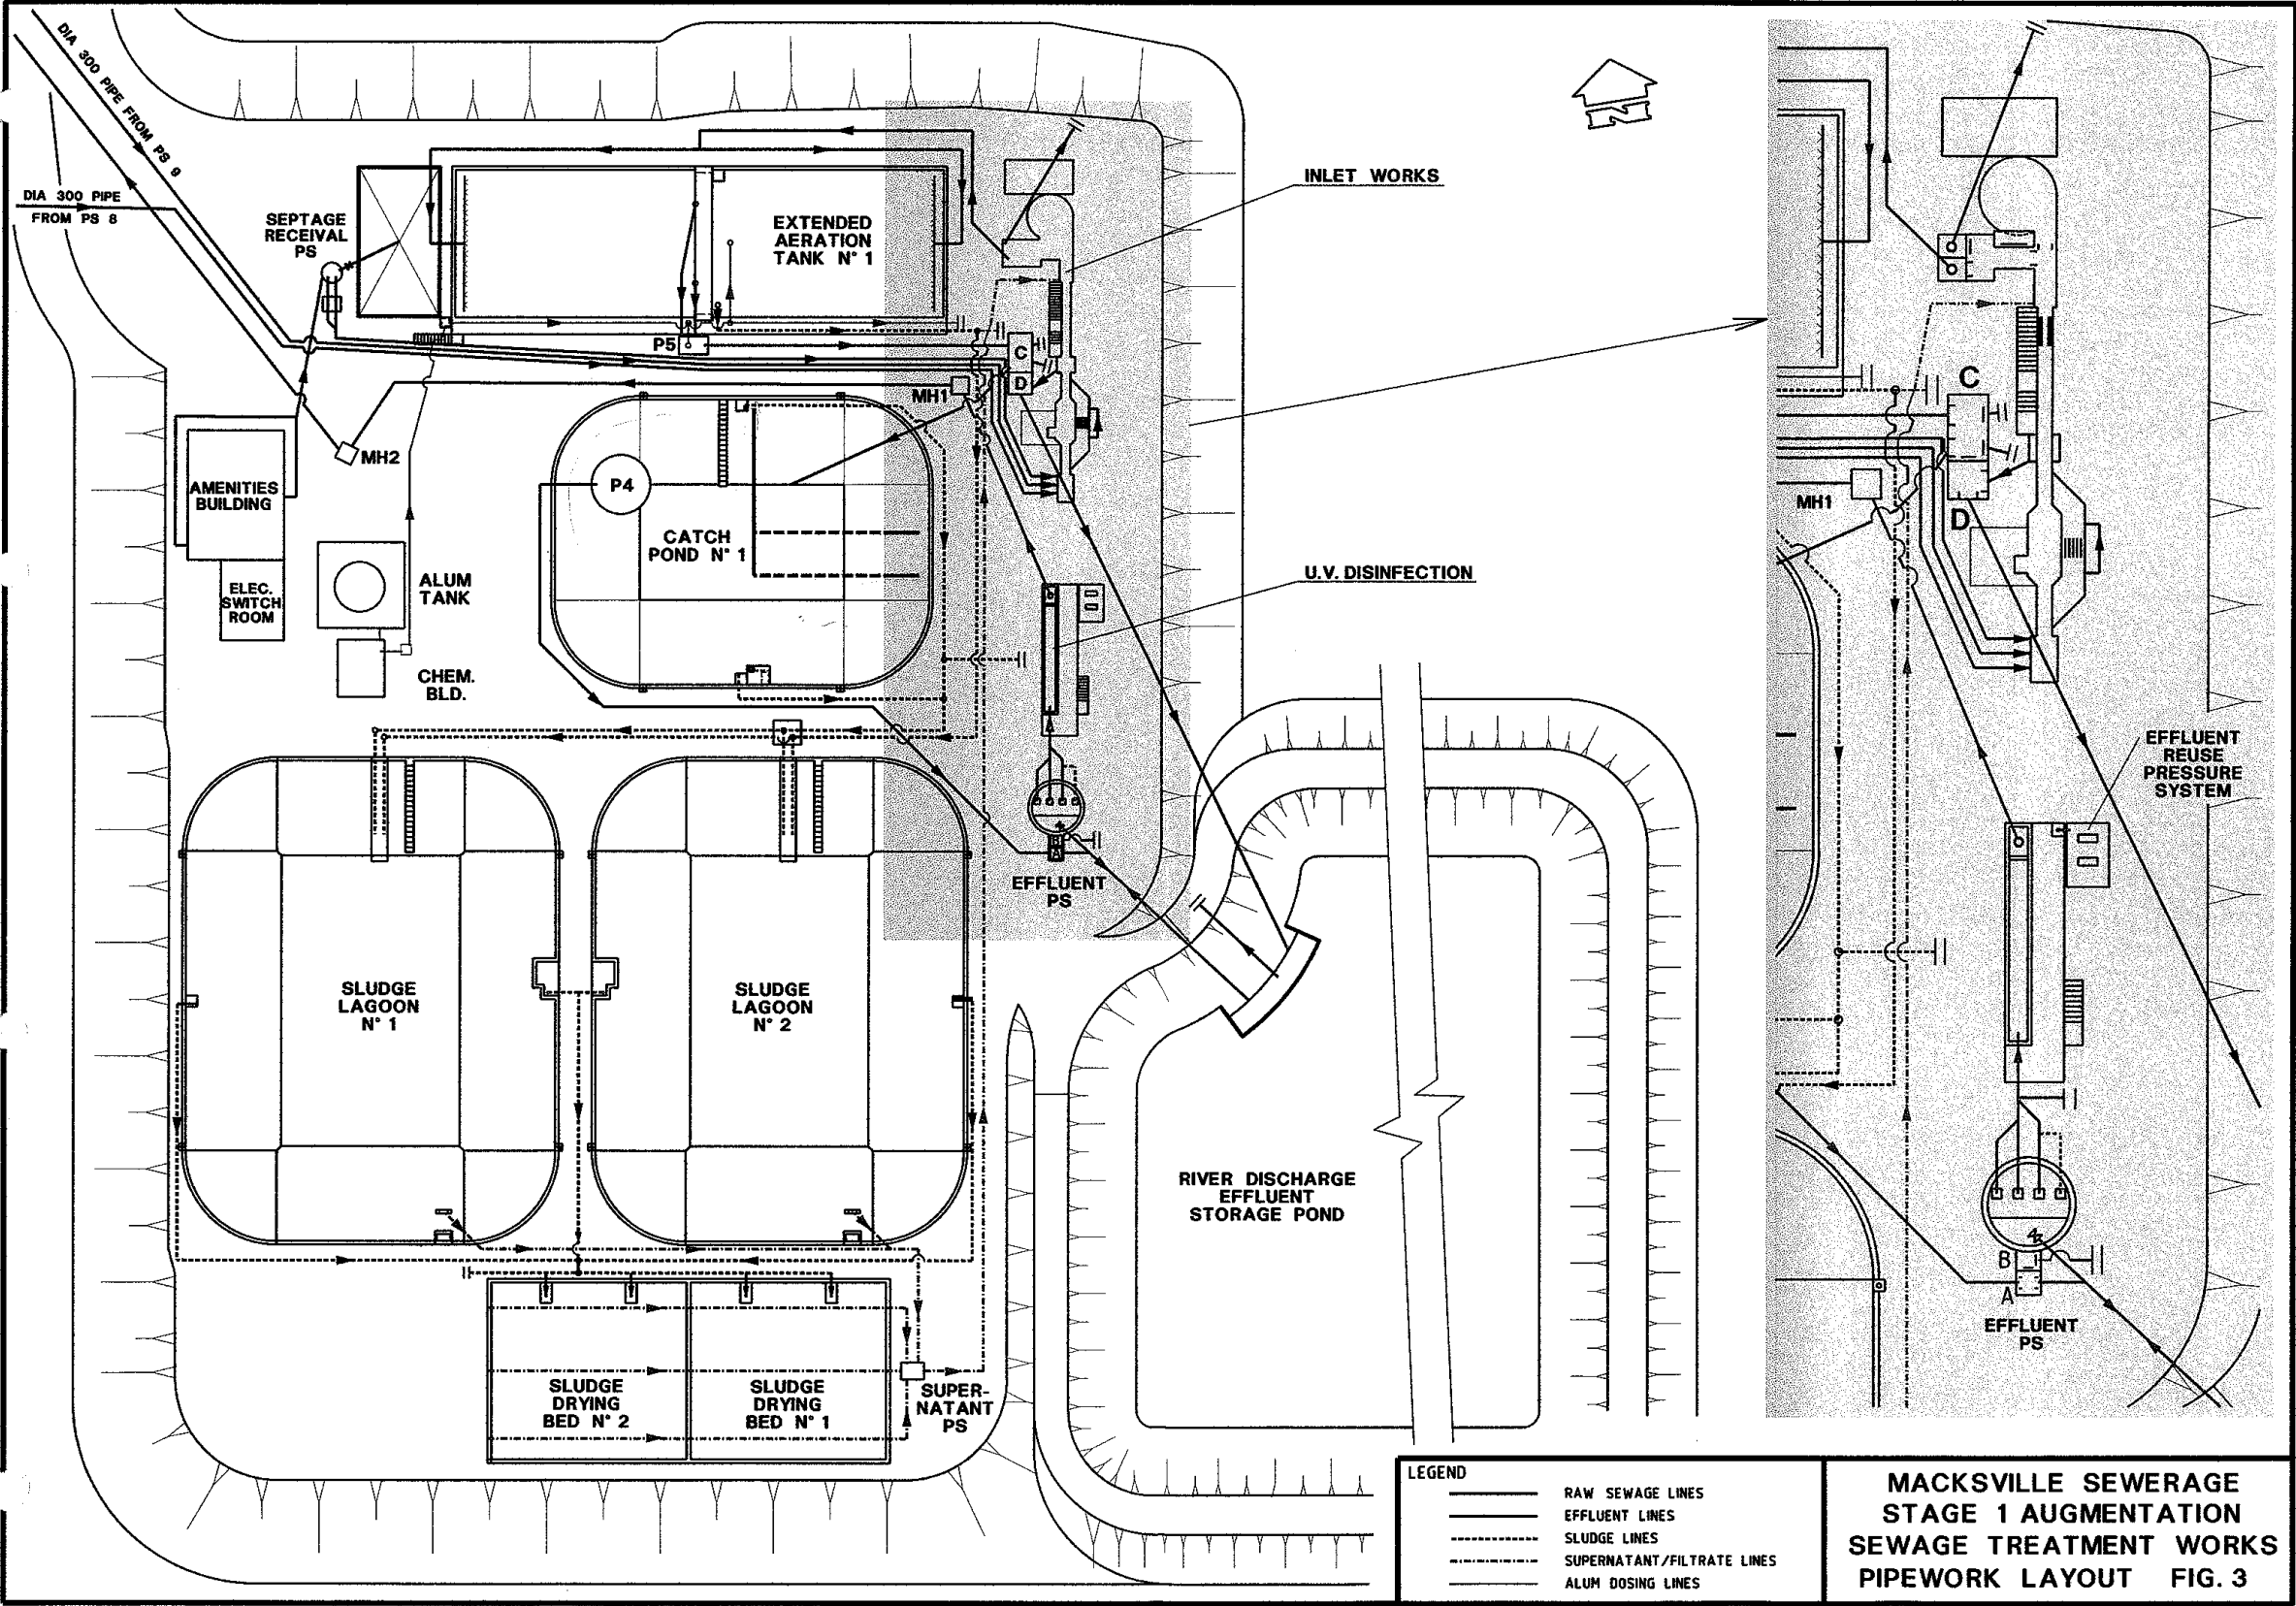 DIA 300 PIPE FROM PS 9
DIA 300 PIPE
FROM PS 8
SEPTAGE
RECEIVAL
PS
EXTENDED
AERATION
TANK N° 1
INLET WORKS
N
P5
C
D
MH1
MH2
AMENITIES
BUILDING
ELEC.
SWITCH
ROOM
ALUM
TANK
CHEM.
BLD.
P4
CATCH
POND N° 1
U.V. DISINFECTION
EFFLUENT
PS
SLUDGE
LAGOON
N° 1
SLUDGE
LAGOON
N° 2
RIVER DISCHARGE
EFFLUENT
STORAGE POND
SLUDGE
DRYING
BED N° 2
SLUDGE
DRYING
BED N° 1
SUPER-
NATANT
PS
C
D
MH1
EFFLUENT
REUSE
PRESSURE
SYSTEM
B
A
EFFLUENT
PS
LEGEND
RAW SEWAGE LINES
EFFLUENT LINES
SLUDGE LINES
SUPERNATANT/FILTRATE LINES
ALUM DOSING LINES
MACKSVILLE SEWERAGE
STAGE 1 AUGMENTATION
SEWAGE TREATMENT WORKS
PIPEWORK LAYOUT FIG. 3